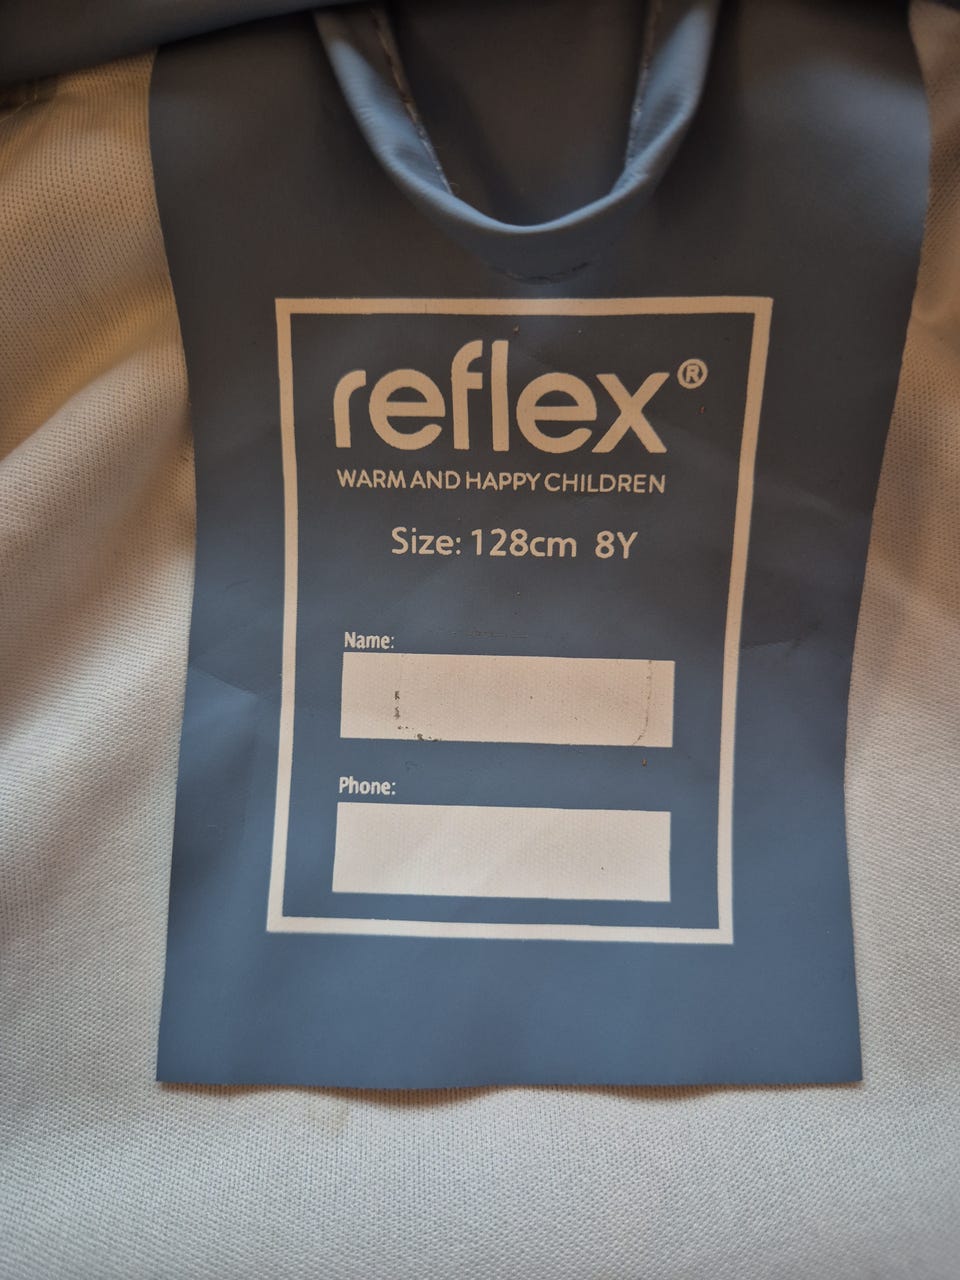 reflex®
WARM AND HAPPY CHILDREN
Size: 128cm 8Y
Name:
Phone: